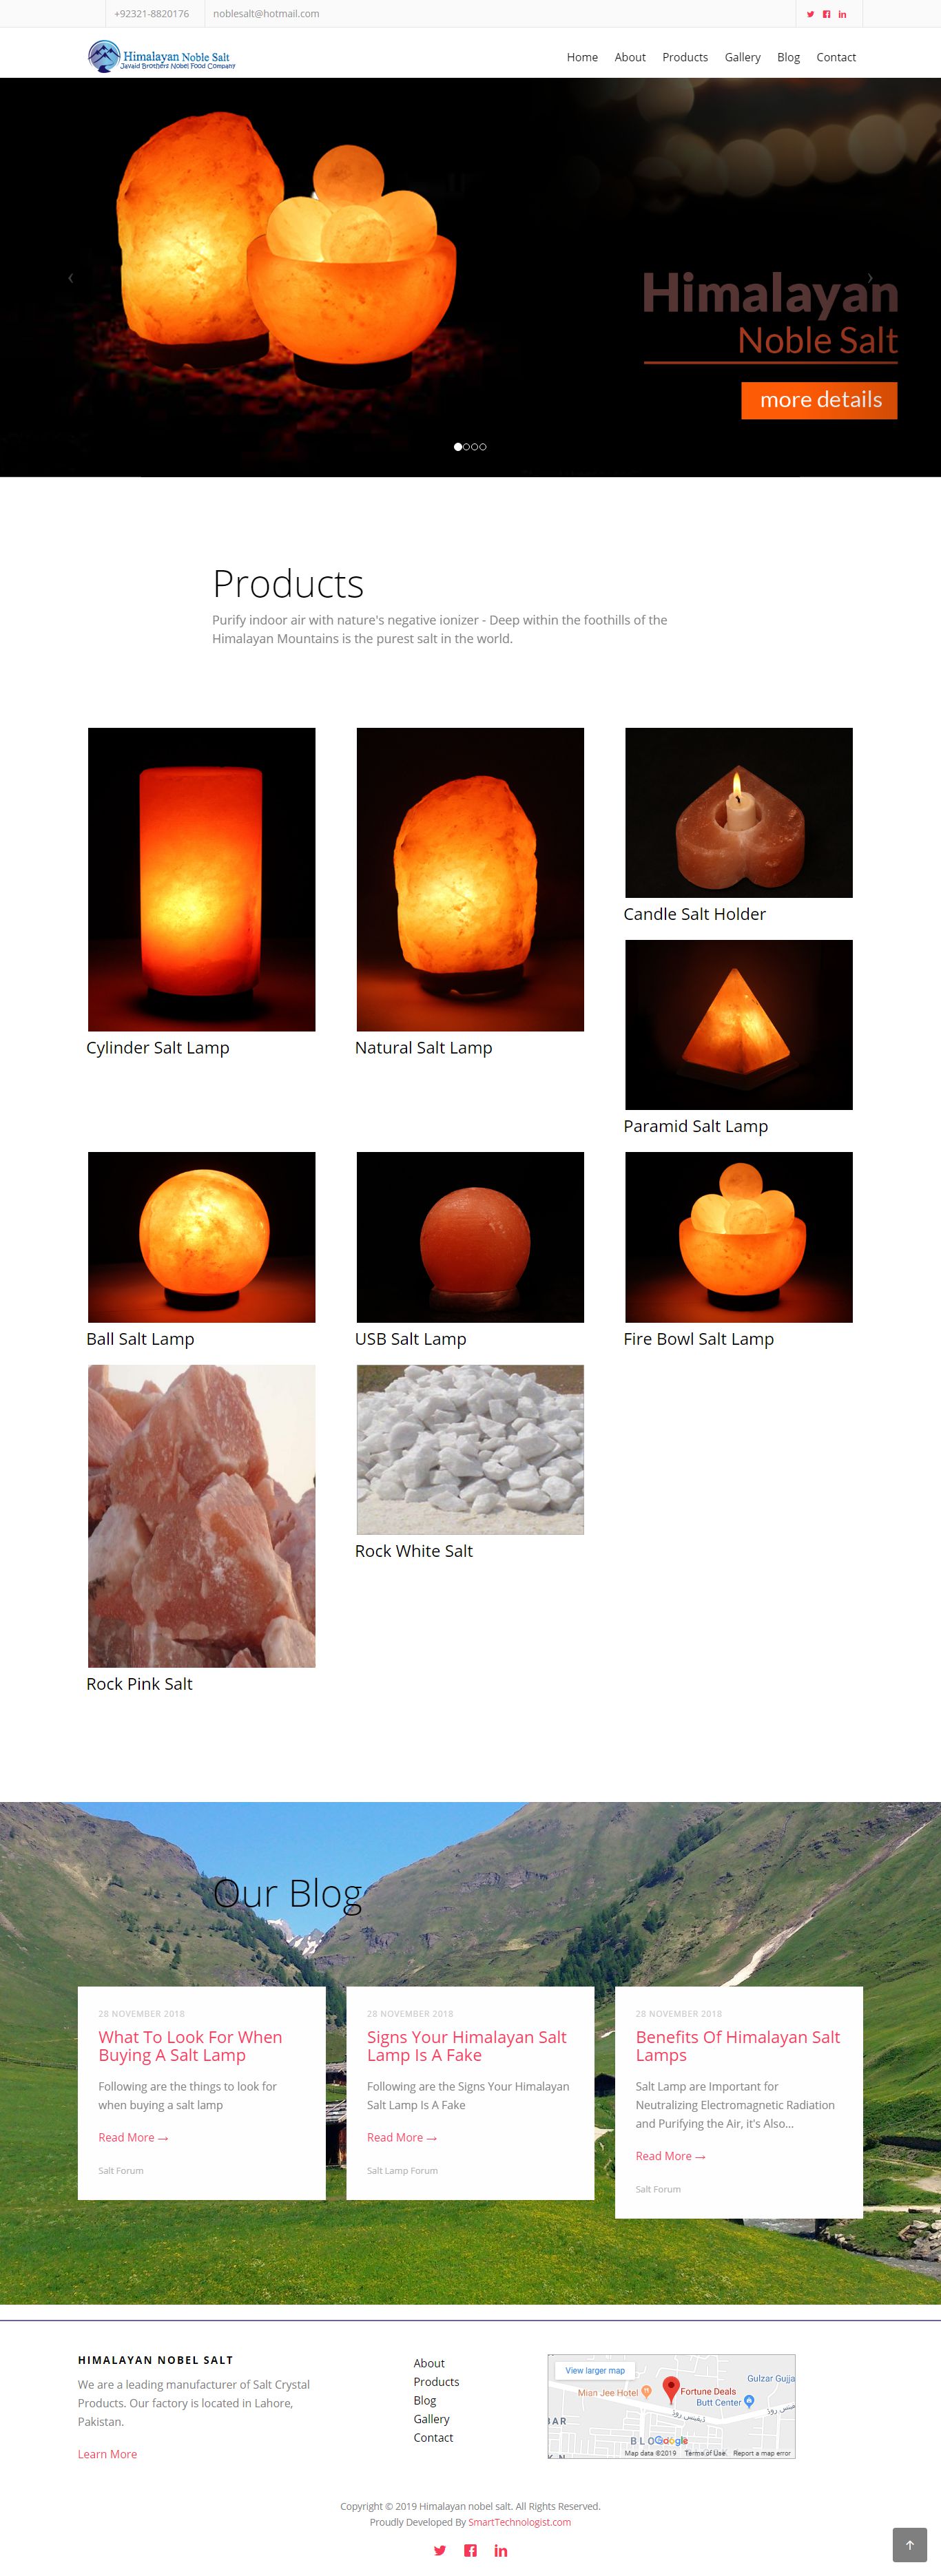 +92321-8820176
noblesalt@hotmail.com
Himalayan Noble Salt
Javaid Brothers Nobel Food Company
Home About Products Gallery Blog Contact
Himalayan
Noble Salt
more details
Products
Purify indoor air with nature's negative ionizer - Deep within the foothills of the
Himalayan Mountains is the purest salt in the world.
Cylinder Salt Lamp
Natural Salt Lamp
Candle Salt Holder
Paramid Salt Lamp
Ball Salt Lamp
USB Salt Lamp
Fire Bowl Salt Lamp
Rock Pink Salt
Rock White Salt
Our Blog
28 NOVEMBER 2018
What To Look For When
Buying A Salt Lamp
Following are the things to look for
when buying a salt lamp
Read More →
Salt Forum
28 NOVEMBER 2018
Signs Your Himalayan Salt
Lamp Is A Fake
Following are the Signs Your Himalayan
Salt Lamp Is A Fake
Read More →
Salt Lamp Forum
28 NOVEMBER 2018
Benefits Of Himalayan Salt
Lamps
Salt Lamp are Important for
Neutralizing Electromagnetic Radiation
and Purifying the Air, it's Also...
Read More →
Salt Forum
HIMALAYAN NOBEL SALT
We are a leading manufacturer of Salt Crystal
Products. Our factory is located in Lahore,
Pakistan.
Learn More
About
Products
Blog
Gallery
Contact
View larger map
Gulzar Gujja
Mian Jee Hotel
Fortune Deals
Butt Center
ڈیفنس روڈ
BAR
BLO
Google
Map data ©2019 Terms of Use Report a map error
Copyright © 2019 Himalayan nobel salt. All Rights Reserved.
Proudly Developed By SmartTechnologist.com